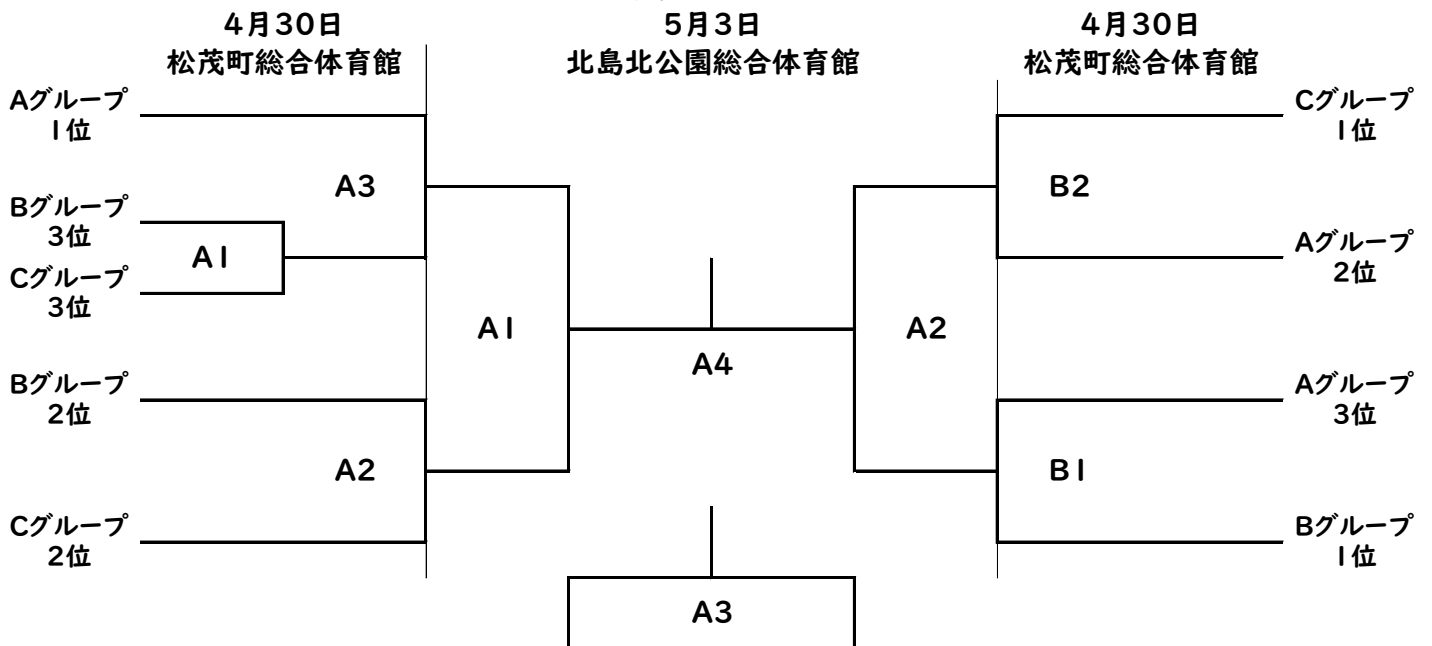 4月30日
松茂町総合体育館
5月3日
北島北公園総合体育館
4月30日
松茂町総合体育館
Aグループ
1位
A3
Bグループ
3位
A1
Cグループ
3位
Bグループ
2位
A2
Cグループ
2位
A1
A4
A2
A3
Cグループ
1位
B2
Aグループ
2位
Aグループ
3位
B1
Bグループ
1位